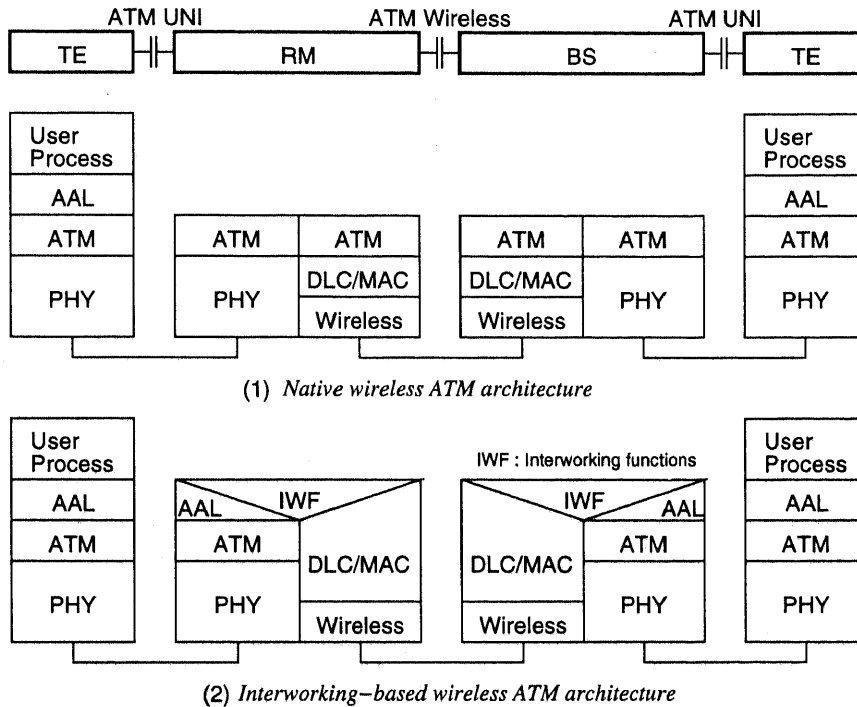 ATM UNI ATM Wireless ATM UNI
TE RM BS TE
User Process User Process
AAL AAL
ATM ATM ATM ATM ATM ATM
PHY PHY DLC/MAC DLC/MAC PHY PHY
Wireless Wireless
(1) Native wireless ATM architecture
User Process IWF : Interworking functions User Process
AAL AAL IWF IWF AAL AAL
ATM ATM ATM ATM
DLC/MAC DLC/MAC
PHY PHY PHY PHY
Wireless Wireless
(2) Interworking-based wireless ATM architecture